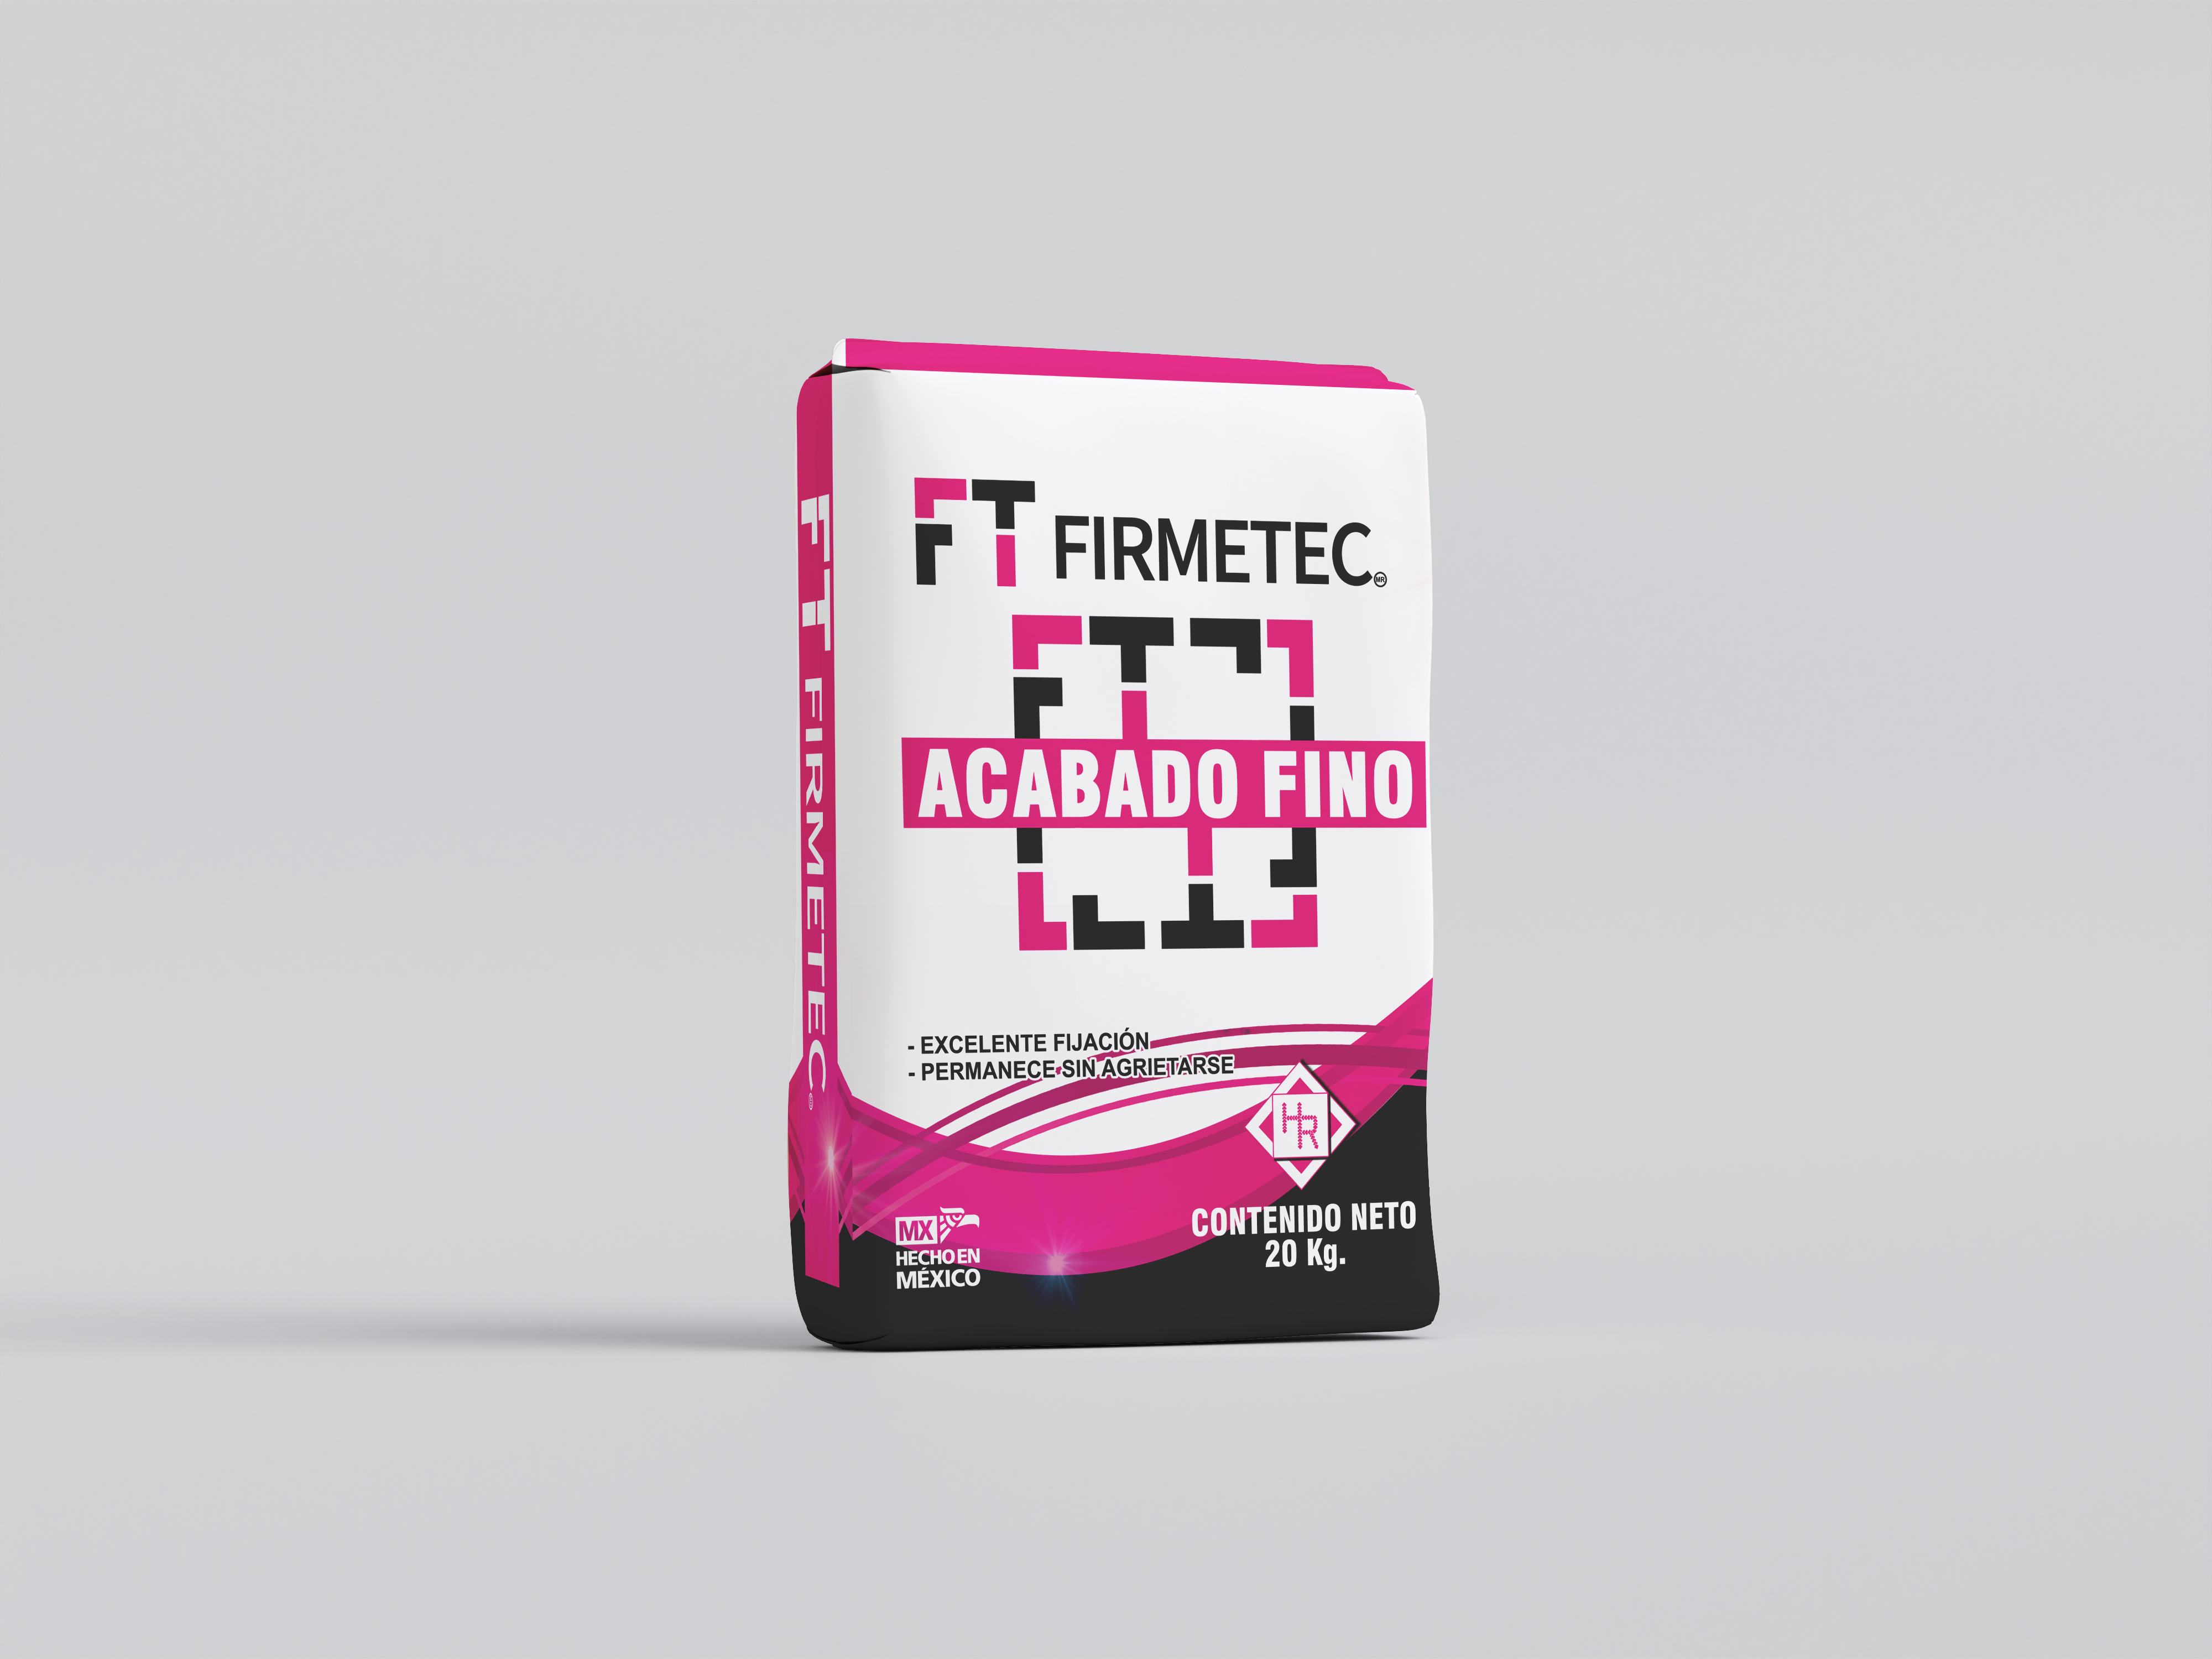 FT FIRMETEC MR
ACABADO FINO
- EXCELENTE FIJACIÓN
- PERMANECE SIN AGRIETARSE
HR
MX
HECHO EN
MÉXICO
CONTENIDO NETO
20 Kg.
FT FIRMETEC